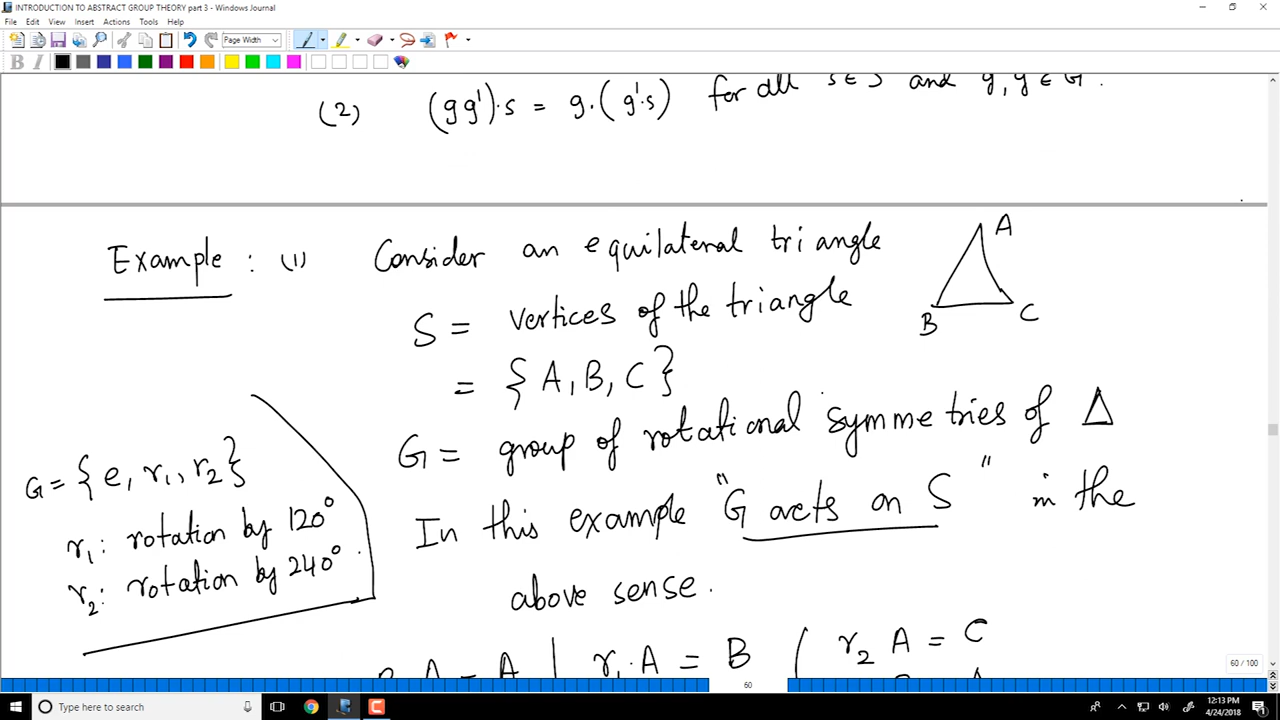 INTRODUCTION TO ABSTRACT GROUP THEORY part 3 - Windows Journal
File Edit View Insert Actions Tools Help
Page Width
B I
(2) (gg')·s = g·(g'·s) for all s∈S and g, g' ∈ G.
Example: (1) Consider an equilateral triangle
A
B
C
S = vertices of the triangle
= {A, B, C}
G = group of rotational symmetries of Δ
In this example "G acts on S" in the
above sense.
G = {e, r₁, r₂}
r₁: rotation by 120°
r₂: rotation by 240°.
A = A | r₁·A = B | r₂ A = C
60
60 / 100
Type here to search
12:13 PM
4/24/2018